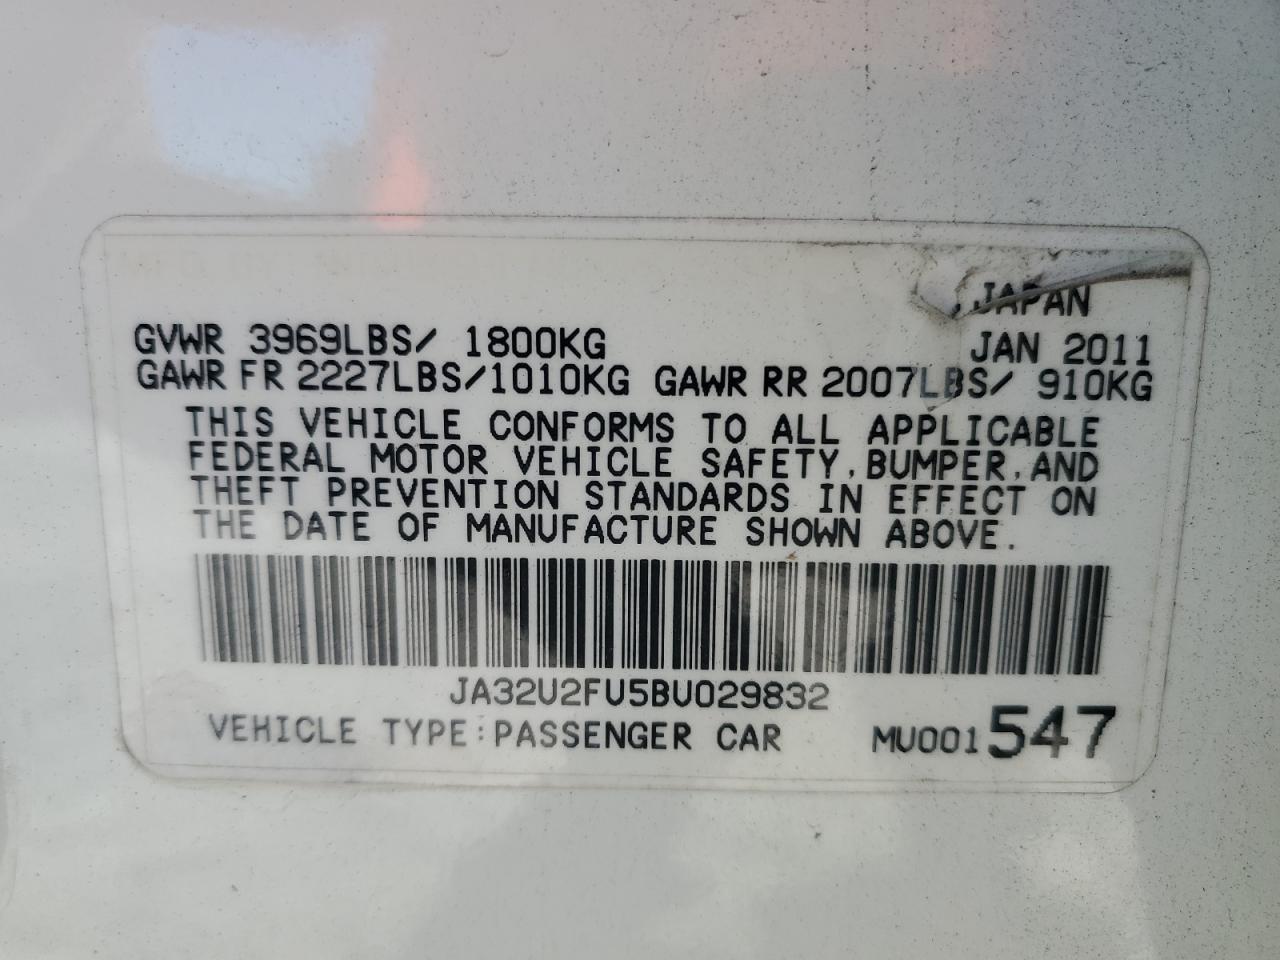 , JAPAN
GVWR 3969LBS/ 1800KG JAN 2011
GAWR FR 2227LBS/1010KG GAWR RR 2007LBS/ 910KG
THIS VEHICLE CONFORMS TO ALL APPLICABLE
FEDERAL MOTOR VEHICLE SAFETY, BUMPER, AND
THEFT PREVENTION STANDARDS IN EFFECT ON
THE DATE OF MANUFACTURE SHOWN ABOVE.
JA32U2FU5BU029832
VEHICLE TYPE:PASSENGER CAR MU001547